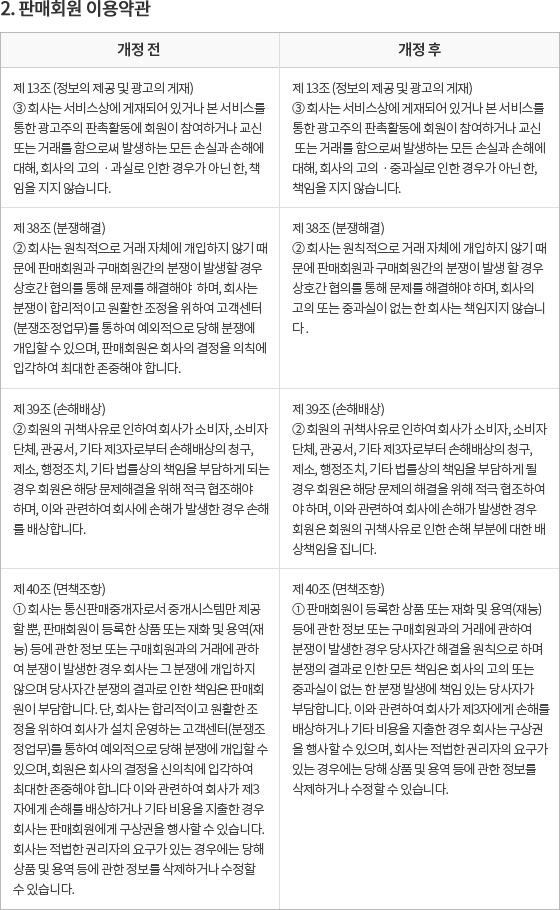 2. 판매회원 이용약관
개정 전
개정 후
제 13조 (정보의 제공 및 광고의 게재)
③ 회사는 서비스상에 게재되어 있거나 본 서비스를
통한 광고주의 판촉활동에 회원이 참여하거나 교신
또는 거래를 함으로써 발생하는 모든 손실과 손해에
대해, 회사의 고의 ㆍ과실로 인한 경우가 아닌 한, 책
임을 지지 않습니다.
제 13조 (정보의 제공 및 광고의 게재)
③ 회사는 서비스상에 게재되어 있거나 본 서비스를
통한 광고주의 판촉활동에 회원이 참여하거나 교신
또는 거래를 함으로써 발생하는 모든 손실과 손해에
대해, 회사의 고의 ㆍ중과실로 인한 경우가 아닌 한,
책임을 지지 않습니다.
제 38조 (분쟁해결)
② 회사는 원칙적으로 거래 자체에 개입하지 않기 때
문에 판매회원과 구매회원간의 분쟁이 발생할 경우
상호간 협의를 통해 문제를 해결해야 하며, 회사는
분쟁이 합리적이고 원활한 조정을 위하여 고객센터
(분쟁조정업무)를 통하여 예외적으로 당해 분쟁에
개입할 수 있으며, 판매회원은 회사의 결정을 의칙에
입각하여 최대한 존중해야 합니다.
제 38조 (분쟁해결)
② 회사는 원칙적으로 거래 자체에 개입하지 않기 때
문에 판매회원과 구매회원간의 분쟁이 발생 할 경우
상호간 협의를 통해 문제를 해결해야 하며, 회사의
고의 또는 중과실이 없는 한 회사는 책임지지 않습니
다 .
제 39조 (손해배상)
② 회원의 귀책사유로 인하여 회사가 소비자, 소비자
단체, 관공서, 기타 제3자로부터 손해배상의 청구,
제소, 행정조치, 기타 법률상의 책임을 부담하게 되는
경우 회원은 해당 문제해결을 위해 적극 협조해야
하며, 이와 관련하여 회사에 손해가 발생한 경우 손해
를 배상합니다.
제 39조 (손해배상)
② 회원의 귀책사유로 인하여 회사가 소비자, 소비자
단체, 관공서, 기타 제3자로부터 손해배상의 청구,
제소, 행정조치, 기타 법률상의 책임을 부담하게 될
경우 회원은 해당 문제의 해결을 위해 적극 협조하여
야 하며, 이와 관련하여 회사에 손해가 발생한 경우
회원은 회원의 귀책사유로 인한 손해 부분에 대한 배
상책임을 집니다.
제 40조 (면책조항)
① 회사는 통신판매중개자로서 중개시스템만 제공
할 뿐, 판매회원이 등록한 상품 또는 재화 및 용역(재
능) 등에 관한 정보 또는 구매회원과의 거래에 관하
여 분쟁이 발생한 경우 회사는 그 분쟁에 개입하지
않으며 당사자간 분쟁의 결과로 인한 책임은 판매회
원이 부담합니다. 단, 회사는 합리적이고 원활한 조
정을 위하여 회사가 설치 운영하는 고객센터(분쟁조
정업무)를 통하여 예외적으로 당해 분쟁에 개입할 수
있으며, 회원은 회사의 결정을 신의칙에 입각하여
최대한 존중해야 합니다 이와 관련하여 회사가 제3
자에게 손해를 배상하거나 기타 비용을 지출한 경우
회사는 판매회원에게 구상권을 행사할 수 있습니다.
회사는 적법한 권리자의 요구가 있는 경우에는 당해
상품 및 용역 등에 관한 정보를 삭제하거나 수정할
수 있습니다.
제 40조 (면책조항)
① 판매회원이 등록한 상품 또는 재화 및 용역(재능)
등에 관한 정보 또는 구매회원과의 거래에 관하여
분쟁이 발생한 경우 당사자간 해결을 원칙으로 하며
분쟁의 결과로 인한 모든 책임은 회사의 고의 또는
중과실이 없는 한 분쟁 발생에 책임 있는 당사자가
부담합니다. 이와 관련하여 회사가 제3자에게 손해를
배상하거나 기타 비용을 지출한 경우 회사는 구상권
을 행사할 수 있으며, 회사는 적법한 권리자의 요구가
있는 경우에는 당해 상품 및 용역 등에 관한 정보를
삭제하거나 수정할 수 있습니다.